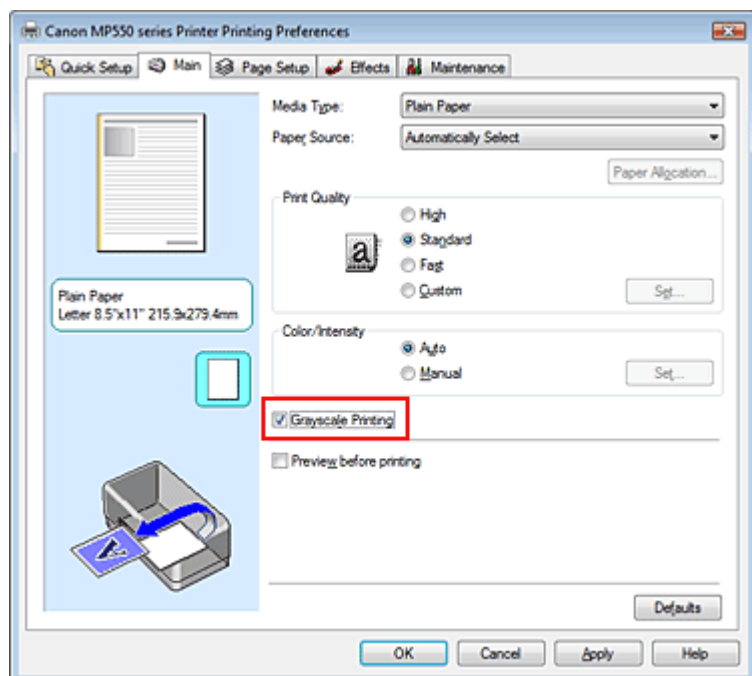 Canon MP550 series Printer Printing Preferences
Quick Setup Main Page Setup Effects Maintenance
Media Type: Plain Paper
Paper Source: Automatically Select
Paper Allocation...
Print Quality
High
a Standard
Fast
Custom Set...
Plain Paper
Letter 8.5"x11" 215.9x279.4mm
Color/Intensity
Auto
Manual Set...
Grayscale Printing
Preview before printing
A
Defaults
OK Cancel Apply Help